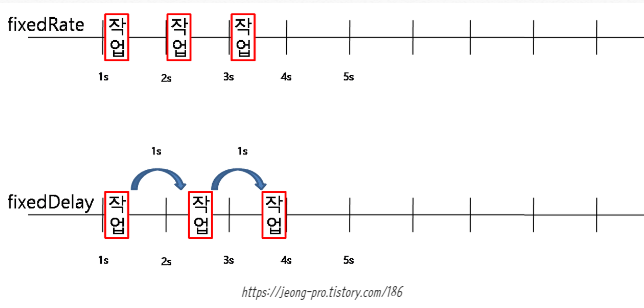 fixedRate
작업 작업 작업
1s 2s 3s 4s 5s
1s 1s
fixedDelay
작업 작업 작업
1s 2s 3s 4s 5s
https://jeong-pro.tistory.com/186